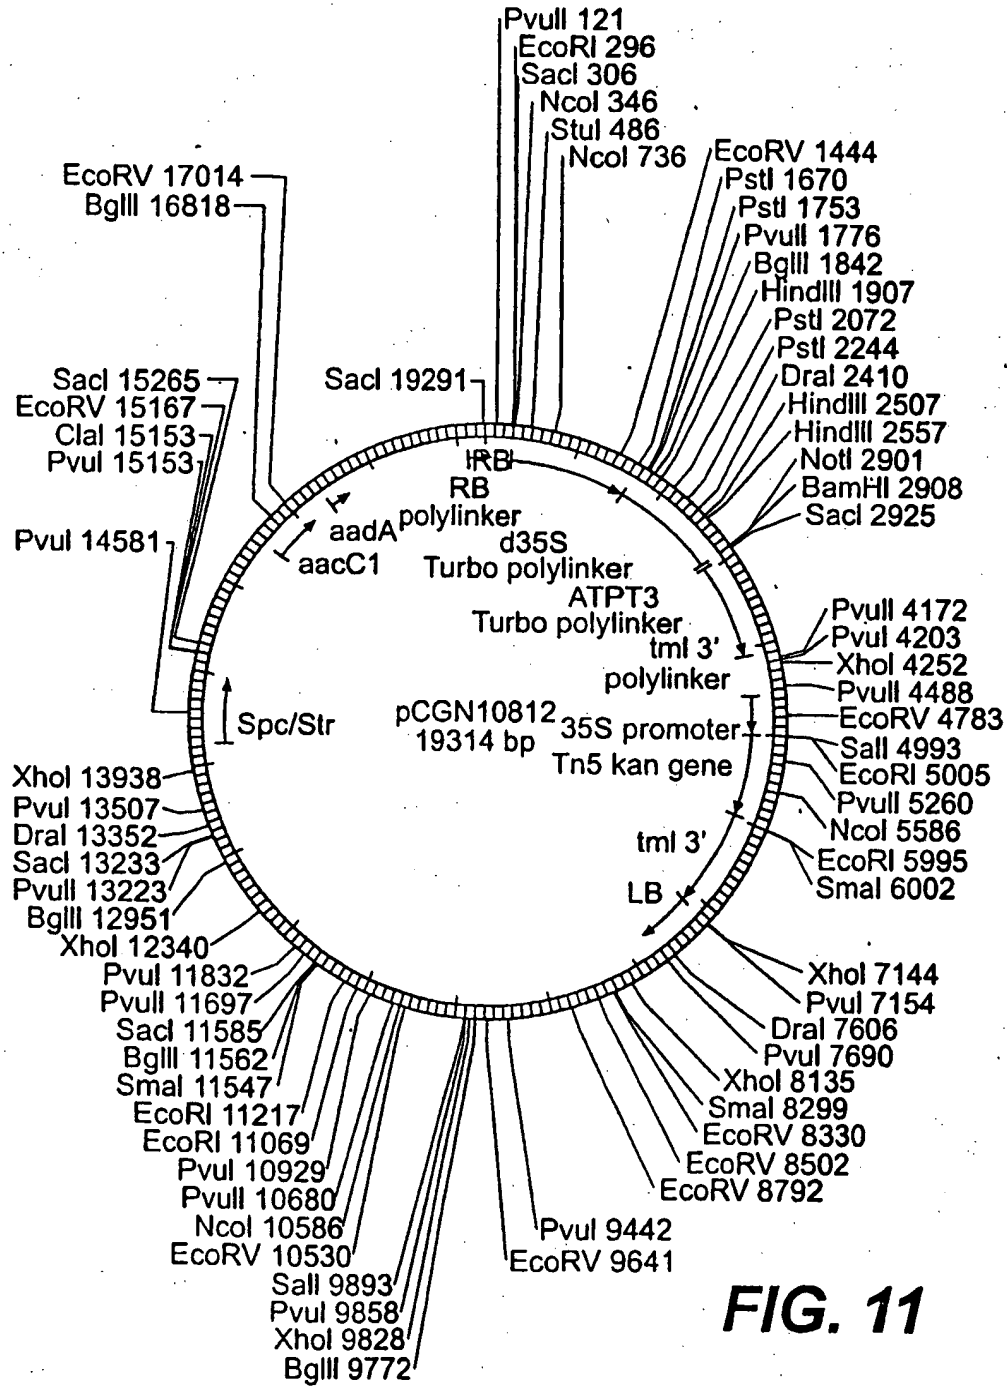 PvuII 121
EcoRI 296
SacI 306
NcoI 346
StuI 486
NcoI 736
EcoRV 1444
PstI 1670
PstI 1753
PvuII 1776
BglII 1842
HindIII 1907
PstI 2072
PstI 2244
DraI 2410
HindIII 2507
HindIII 2557
NotI 2901
BamHI 2908
SacI 2925
PvuII 4172
PvuI 4203
XhoI 4252
PvuII 4488
EcoRV 4783
SalI 4993
EcoRI 5005
PvuII 5260
NcoI 5586
EcoRI 5995
SmaI 6002
XhoI 7144
PvuI 7154
DraI 7606
PvuI 7690
XhoI 8135
SmaI 8299
EcoRV 8330
EcoRV 8502
EcoRV 8792
PvuI 9442
EcoRV 9641
BglII 9772
XhoI 9828
PvuI 9858
SalI 9893
EcoRV 10530
NcoI 10586
PvuII 10680
PvuI 10929
EcoRI 11069
EcoRI 11217
SmaI 11547
BglII 11562
SacI 11585
PvuII 11697
PvuI 11832
XhoI 12340
BglII 12951
PvuII 13223
SacI 13233
DraI 13352
PvuI 13507
XhoI 13938
PvuI 14581
PvuI 15153
ClaI 15153
EcoRV 15167
SacI 15265
BglII 16818
EcoRV 17014
SacI 19291
RB
RB
polylinker
d35S
Turbo polylinker
ATPT3
Turbo polylinker
tml 3'
polylinker
35S promoter
Tn5 kan gene
tml 3'
LB
Spc/Str
aacC1
aadA
pCGN10812
19314 bp
FIG. 11